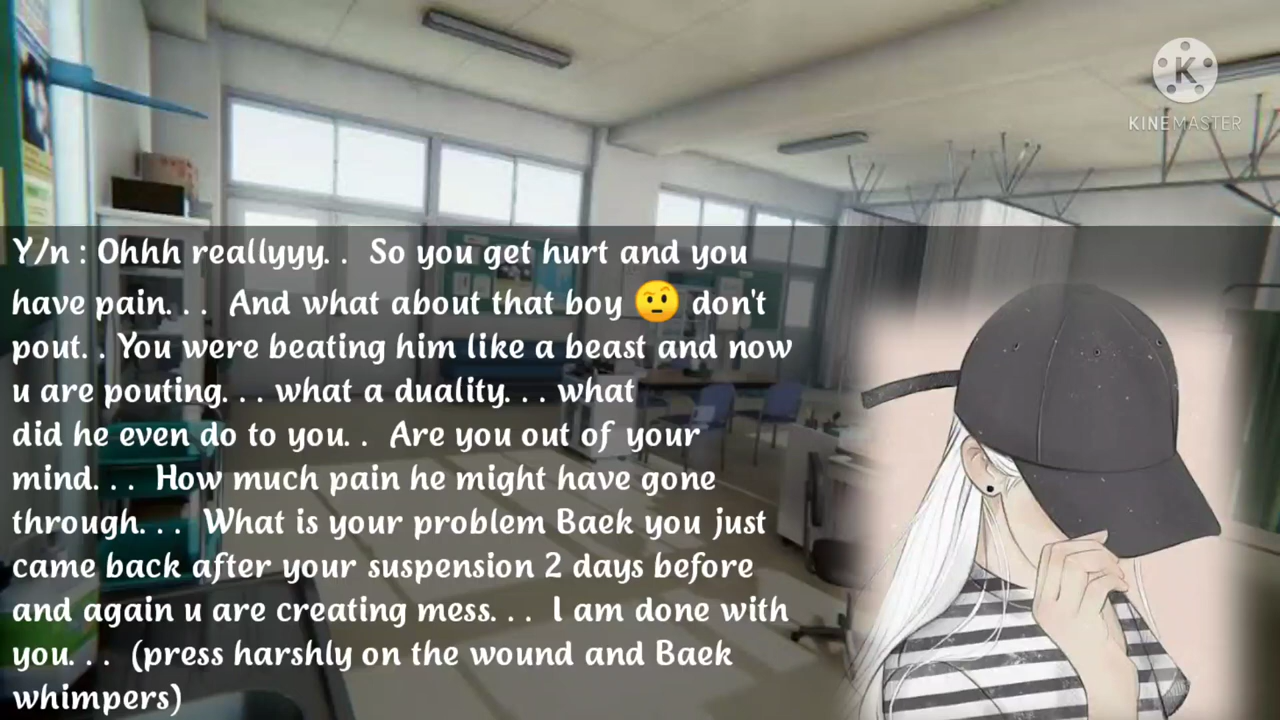 KINEMASTER
Y/n : Ohhh reallyyy. .  So you get hurt and you
have pain. . .  And what about that boy 🤨 don't
pout. . You were beating him like a beast and now
u are pouting. . . what a duality. . . what
did he even do to you. .  Are you out of your
mind. . .  How much pain he might have gone
through. . .  What is your problem Baek you just
came back after your suspension 2 days before
and again u are creating mess. . .  I am done with
you. . .  (press harshly on the wound and Baek
whimpers)